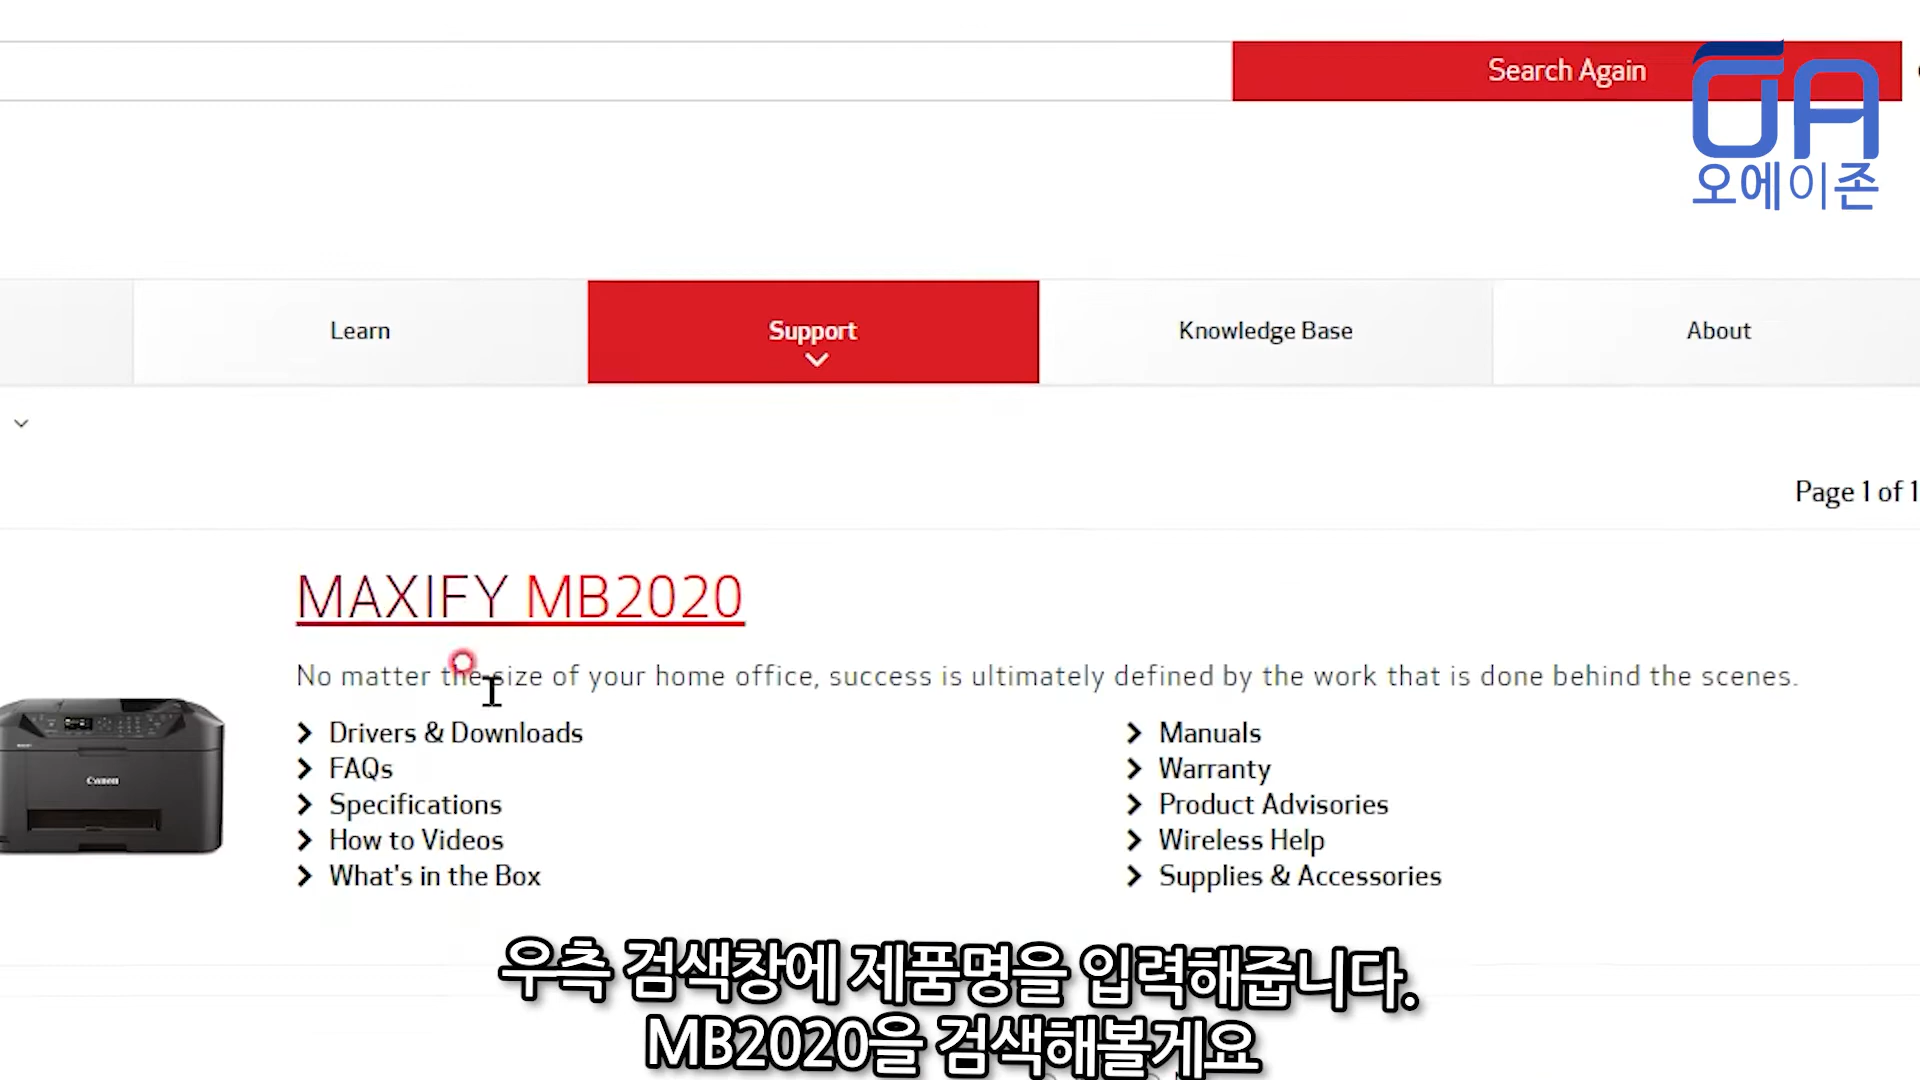 Search Again
오에이존
Learn
Support
Knowledge Base
About
Page 1 of 1
MAXIFY MB2020
No matter the size of your home office, success is ultimately defined by the work that is done behind the scenes.
Drivers & Downloads
FAQs
Specifications
How to Videos
What's in the Box
Manuals
Warranty
Product Advisories
Wireless Help
Supplies & Accessories
Canon
우측 검색창에 제품명을 입력해줍니다.
MB2020을 검색해볼게요